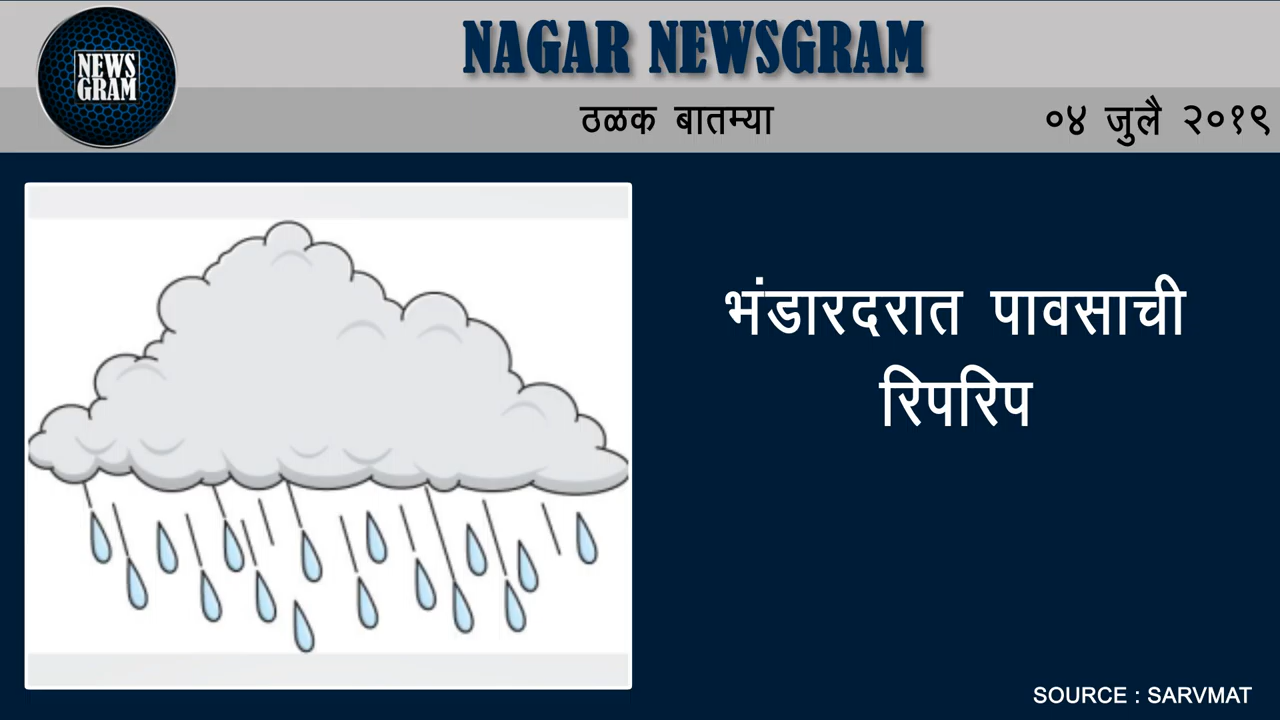 NEWS
GRAM
NAGAR NEWSGRAM
ठळक बातम्या
०४ जुलै २०१९
भंडारदरात पावसाची
रिपरिप
SOURCE : SARVMAT